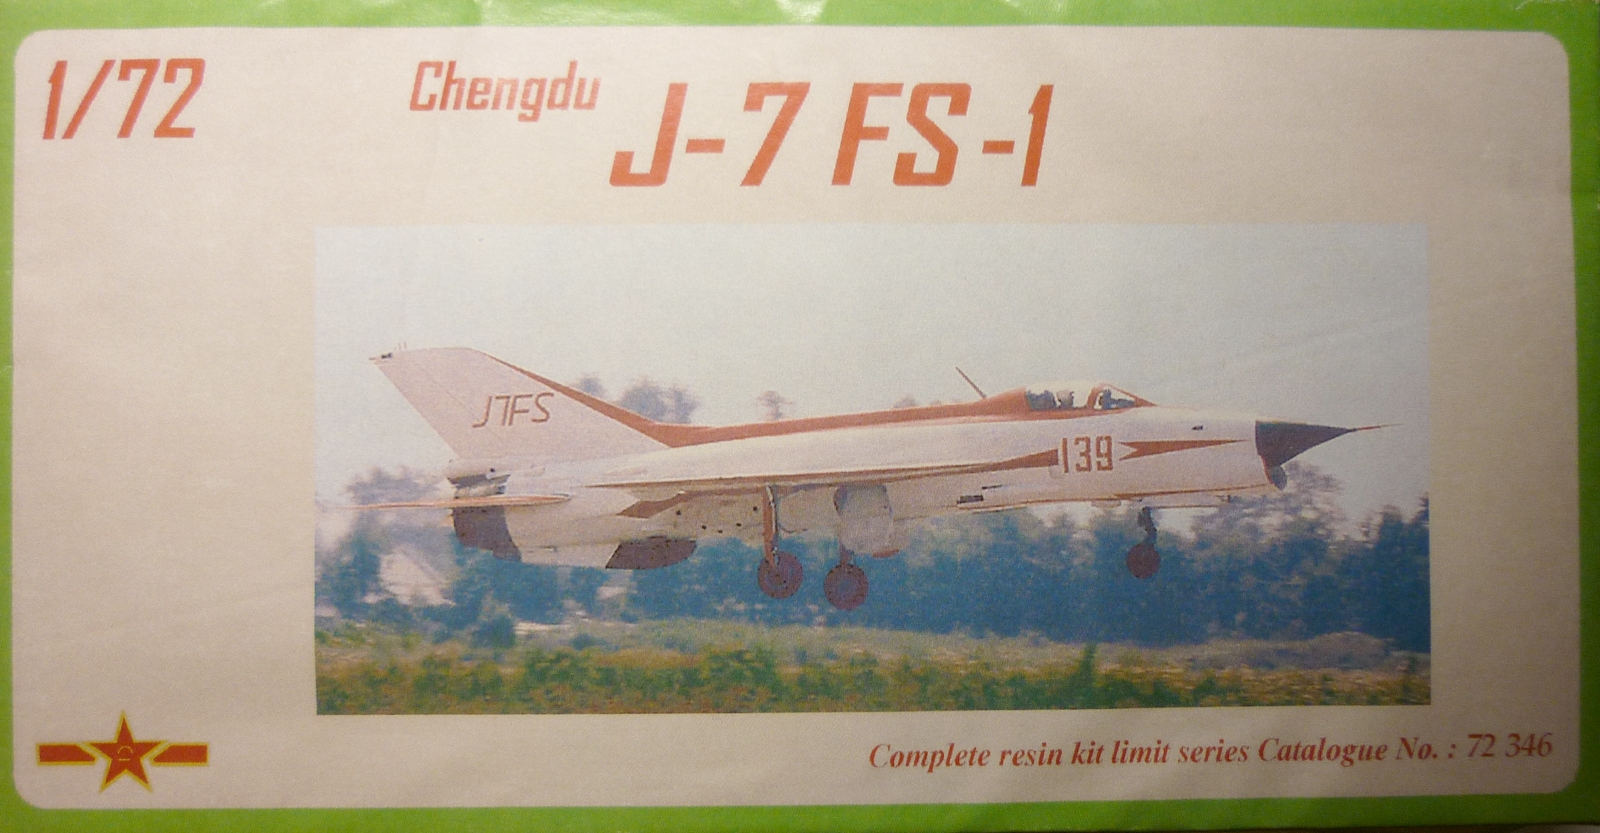 1/72
Chengdu
J-7 FS-1
J7FS
139
Complete resin kit limit series Catalogue No. : 72 346